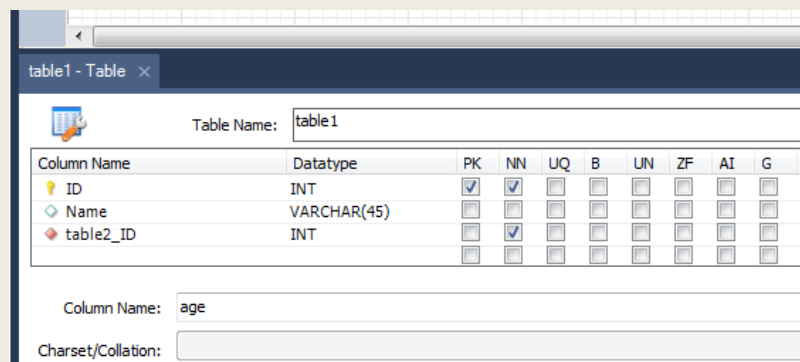 table1 - Table ×
Table Name: table1
Column Name Datatype PK NN UQ B UN ZF AI G
ID INT
Name VARCHAR(45)
table2_ID INT
Column Name: age
Charset/Collation: